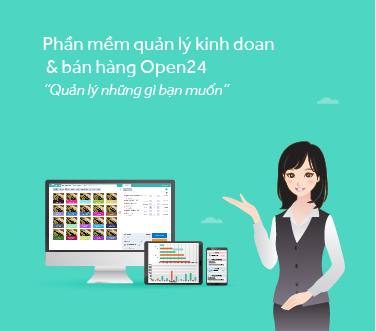 Phần mềm quản lý kinh doan
& bán hàng Open24
“Quản lý những gì bạn muốn”